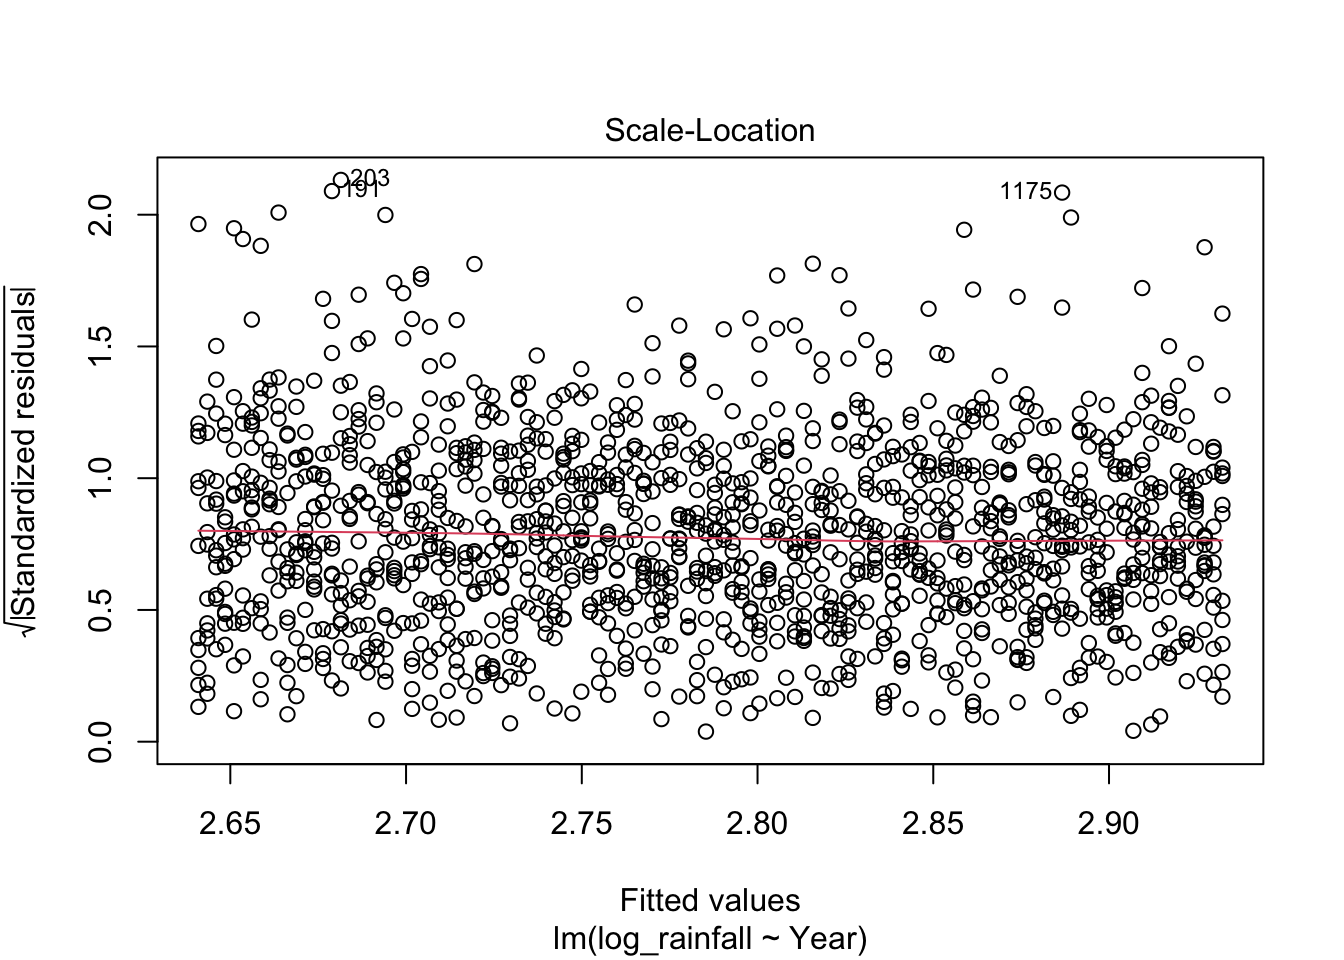 Scale-Location
√|Standardized residuals|
2.0
1.5
1.0
0.5
0.0
203
191
1175
2.65 2.70 2.75 2.80 2.85 2.90
Fitted values
lm(log_rainfall ~ Year)